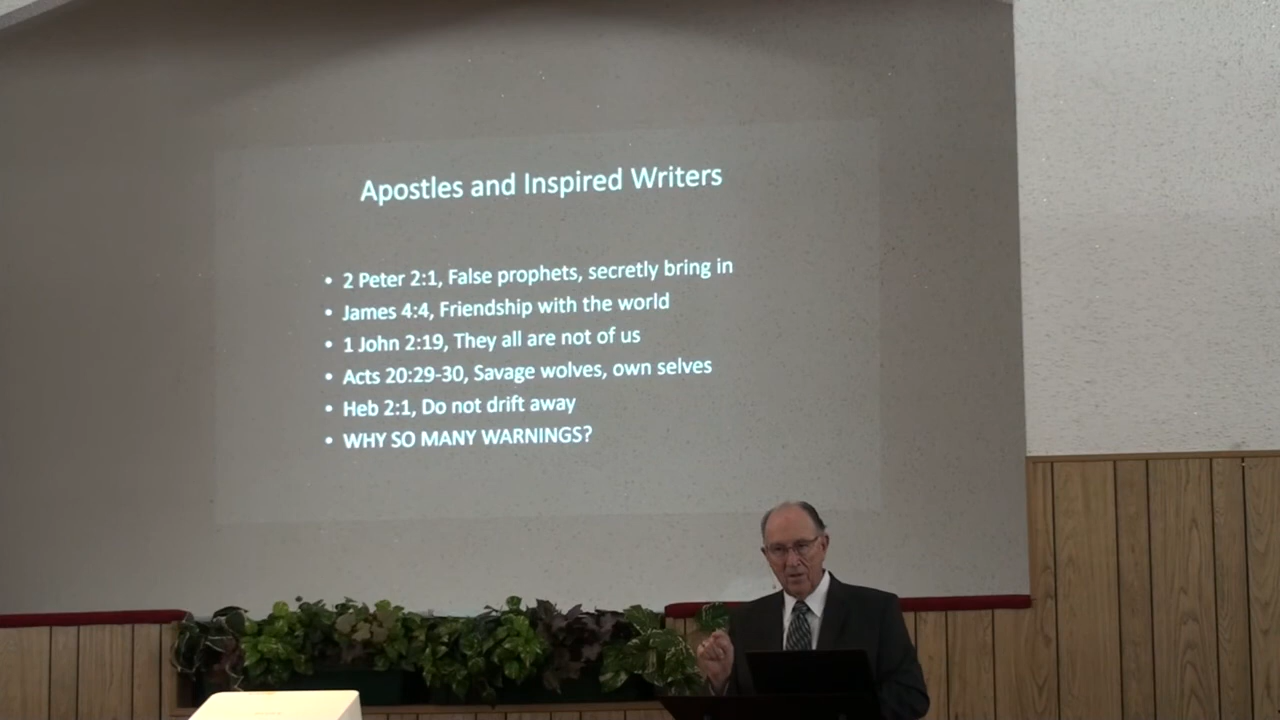 Apostles and Inspired Writers
• 2 Peter 2:1, False prophets, secretly bring in
• James 4:4, Friendship with the world
• 1 John 2:19, They all are not of us
• Acts 20:29-30, Savage wolves, own selves
• Heb 2:1, Do not drift away
• WHY SO MANY WARNINGS?